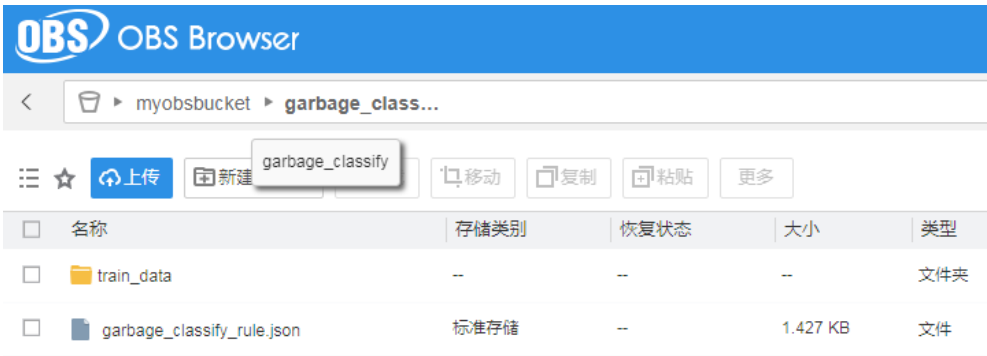 OBS OBS Browser
myobsbucket garbage_class...
garbage_classify
上传 新建 移动 复制 粘贴 更多
名称 存储类别 恢复状态 大小 类型
train_data -- -- -- 文件夹
garbage_classify_rule.json 标准存储 -- 1.427 KB 文件